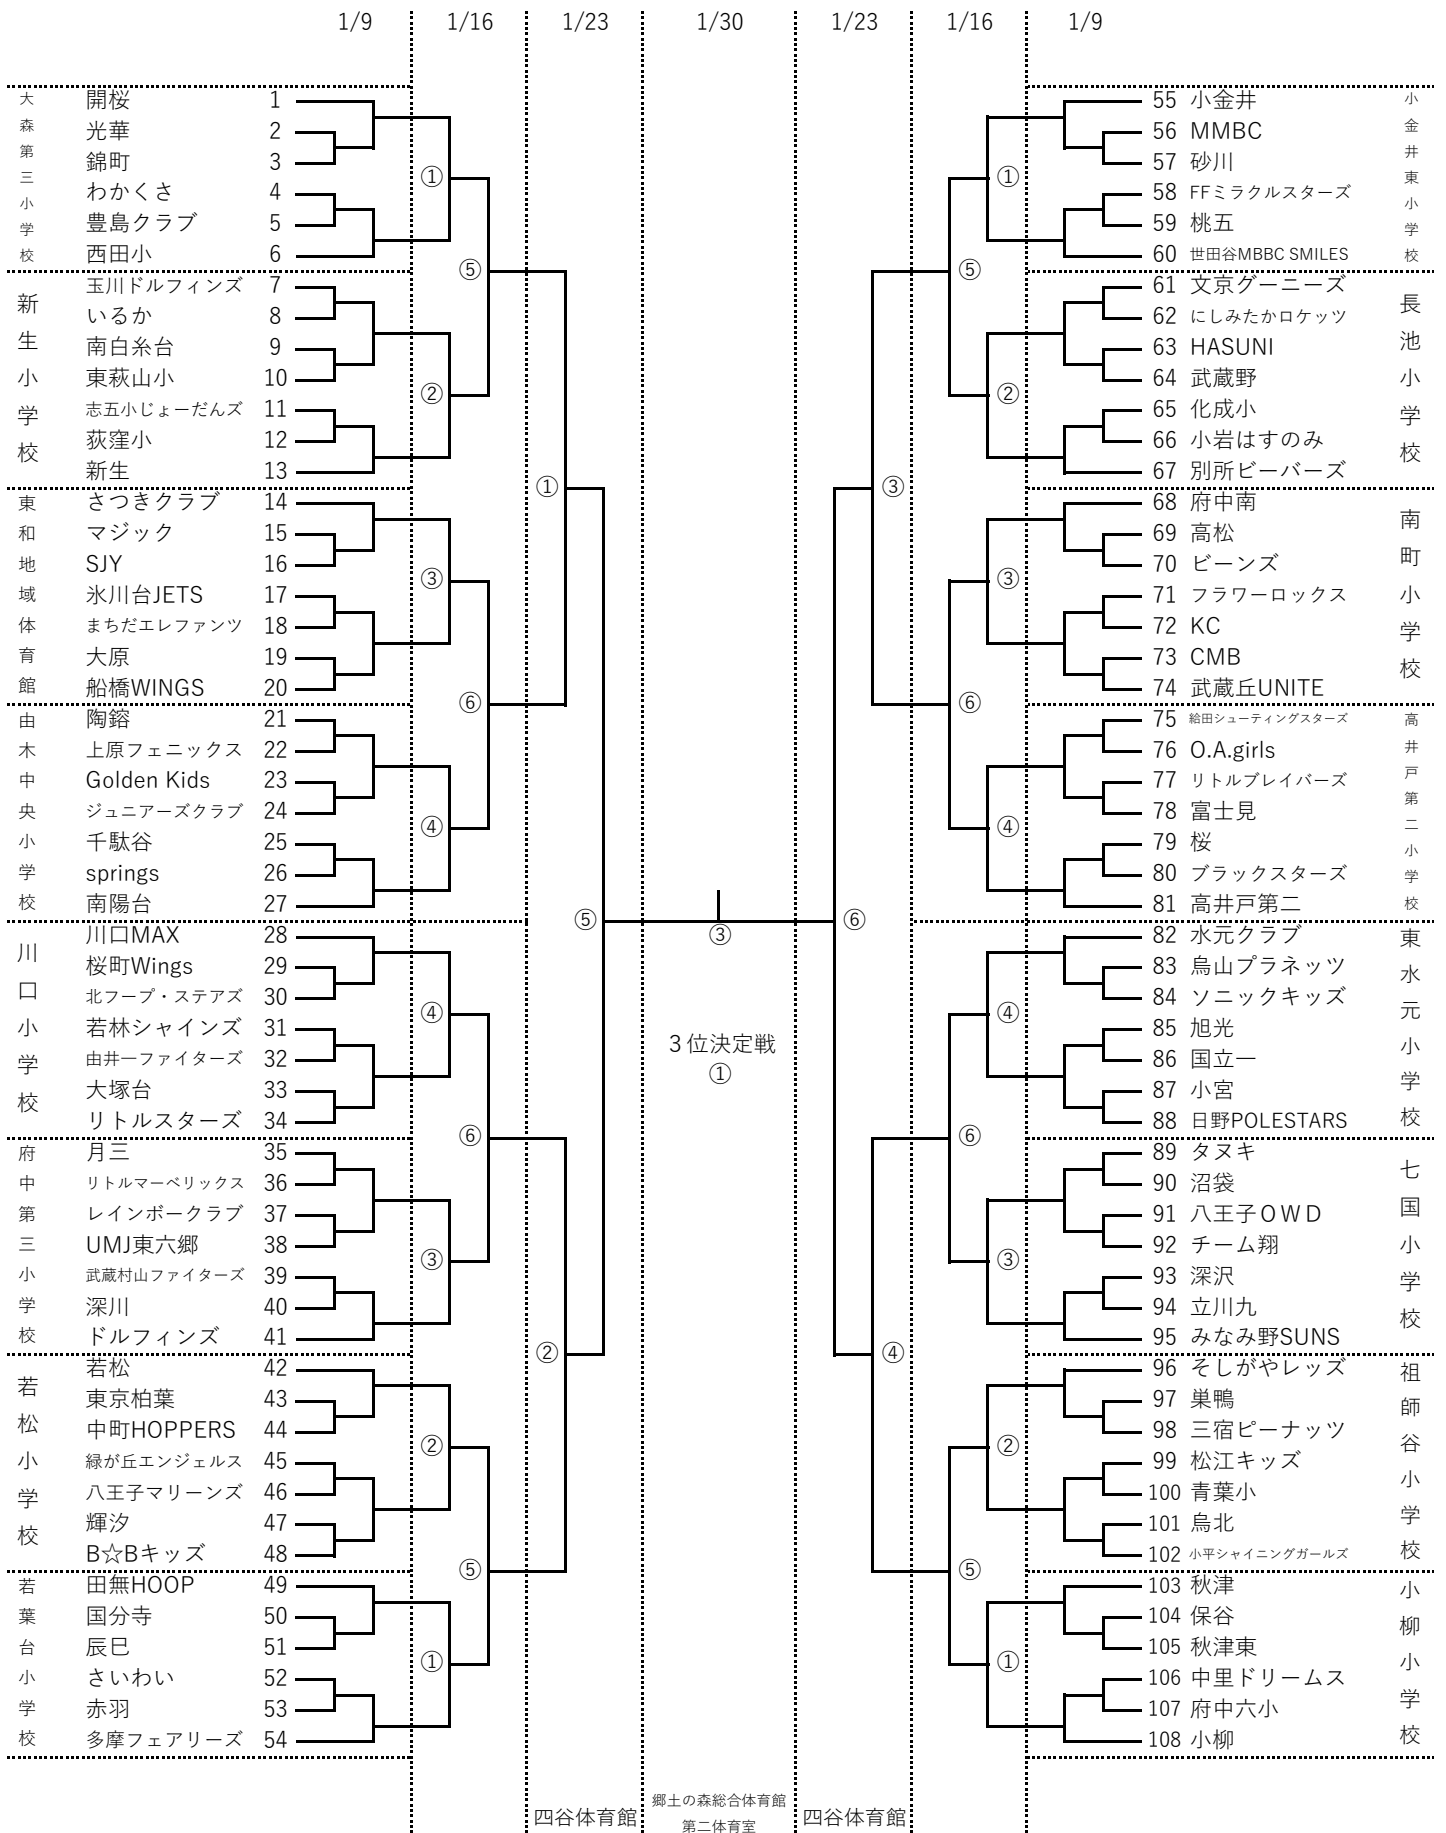 1/9 1/16 1/23 1/30 1/23 1/16 1/9
大森第三小学校
開桜 1
光華 2
錦町 3
わかくさ 4
豊島クラブ 5
西田小 6
①
新生小学校
玉川ドルフィンズ 7
いるか 8
南白糸台 9
東萩山小 10
志五小じょーだんズ 11
荻窪小 12
新生 13
②
⑤
東和地域体育館
さつきクラブ 14
マジック 15
SJY 16
氷川台JETS 17
まちだエレファンツ 18
大原 19
船橋WINGS 20
③
①
由木中央小学校
陶鎔 21
上原フェニックス 22
Golden Kids 23
ジュニアーズクラブ 24
千駄谷 25
springs 26
南陽台 27
④
⑥
川口小学校
川口MAX 28
桜町Wings 29
北フープ・ステアズ 30
若林シャインズ 31
由井一ファイターズ 32
大塚台 33
リトルスターズ 34
④
⑤
府中第三小学校
月三 35
リトルマーベリックス 36
レインボークラブ 37
UMJ東六郷 38
武蔵村山ファイターズ 39
深川 40
ドルフィンズ 41
③
⑥
若松小学校
若松 42
東京柏葉 43
中町HOPPERS 44
緑が丘エンジェルス 45
八王子マリーンズ 46
輝汐 47
B☆Bキッズ 48
②
②
若葉台小学校
田無HOOP 49
国分寺 50
辰巳 51
さいわい 52
赤羽 53
多摩フェアリーズ 54
①
⑤
③
３位決定戦
①
55 小金井
56 MMBC
57 砂川
58 FFミラクルスターズ
59 桃五
60 世田谷MBBC SMILES
小金井東小学校
①
61 文京グーニーズ
62 にしみたかロケッツ
63 HASUNI
64 武蔵野
65 化成小
66 小岩はすのみ
67 別所ビーバーズ
長池小学校
②
⑤
68 府中南
69 高松
70 ビーンズ
71 フラワーロックス
72 KC
73 CMB
74 武蔵丘UNITE
南町小学校
③
③
75 給田シューティングスターズ
76 O.A.girls
77 リトルブレイバーズ
78 富士見
79 桜
80 ブラックスターズ
81 高井戸第二
高井戸第二小学校
④
⑥
82 水元クラブ
83 烏山プラネッツ
84 ソニックキッズ
85 旭光
86 国立一
87 小宮
88 日野POLESTARS
東水元小学校
④
⑥
89 タヌキ
90 沼袋
91 八王子ＯＷＤ
92 チーム翔
93 深沢
94 立川九
95 みなみ野SUNS
七国小学校
③
⑥
96 そしがやレッズ
97 巣鴨
98 三宿ピーナッツ
99 松江キッズ
100 青葉小
101 烏北
102 小平シャイニングガールズ
祖師谷小学校
②
④
103 秋津
104 保谷
105 秋津東
106 中里ドリームス
107 府中六小
108 小柳
小柳小学校
①
⑤
四谷体育館
郷土の森総合体育館
第二体育室
四谷体育館